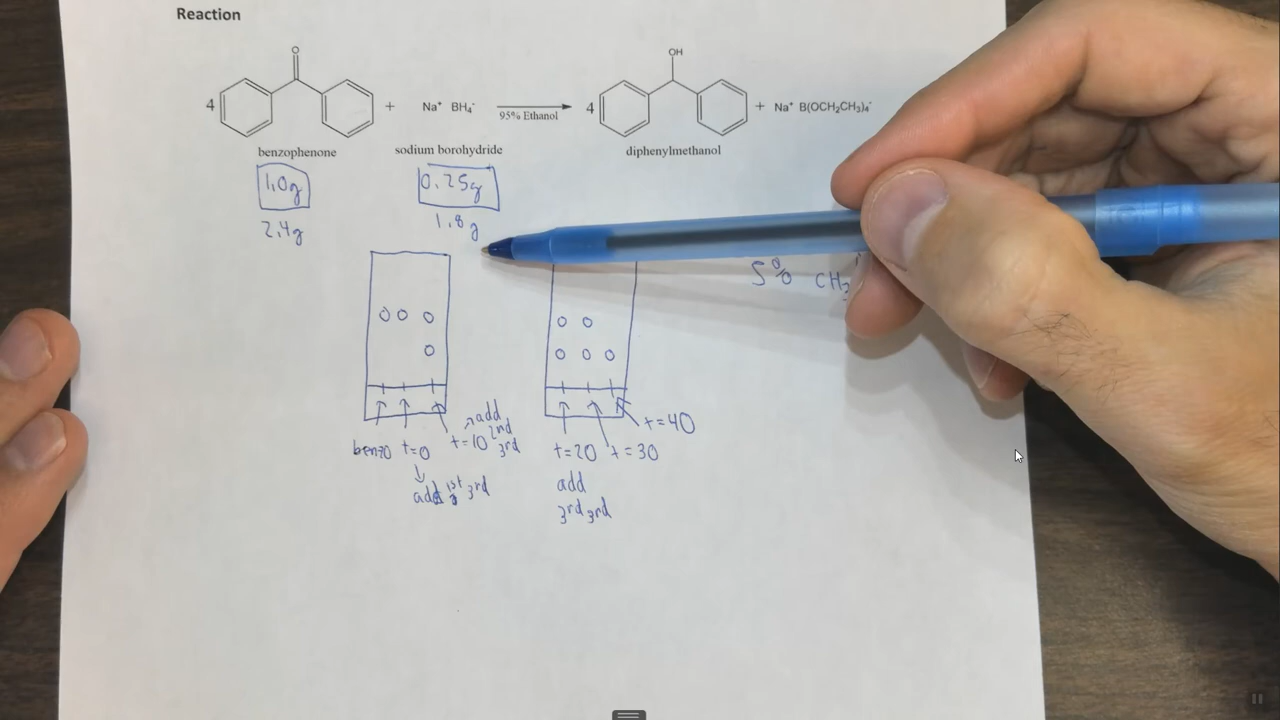 Reaction
O OH
4 + Na⁺ BH₄⁻ 95% Ethanol 4 + Na⁺ B(OCH₂CH₃)₄⁻
benzophenone sodium borohydride diphenylmethanol
1.0g 0.25g
2.4g 1.8g
5% CH₂
benzo t=0 t=10 add 2nd 3rd
add 1st 3rd
t=20 t=30 t=40
add
3rd 3rd